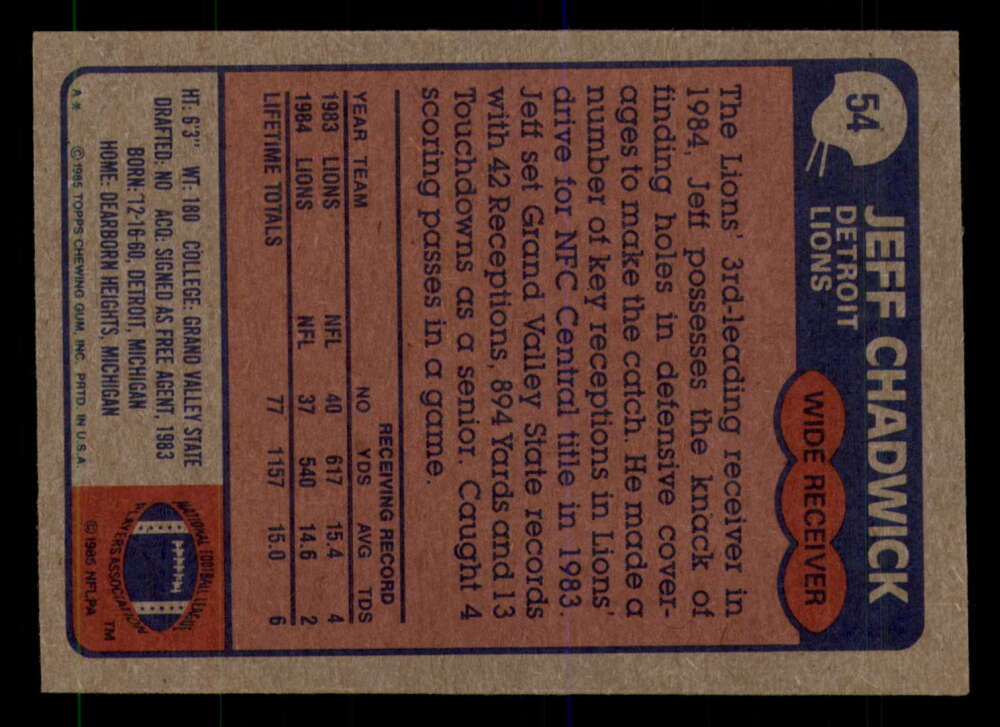 54
JEFF CHADWICK
DETROIT
LIONS
WIDE RECEIVER
The Lions' 3rd-leading receiver in
1984, Jeff possesses the knack of
finding holes in defensive cover-
ages to make the catch. He made a
number of key receptions in Lions'
drive for NFC Central title in 1983.
Jeff set Grand Valley State records
with 42 Receptions, 894 Yards and 13
Touchdowns as a senior. Caught 4
scoring passes in a game.
RECEIVING RECORD
YEAR TEAM NO YDS AVG TDS
1983 LIONS NFL 40 617 15.4 4
1984 LIONS NFL 37 540 14.6 2
LIFETIME TOTALS 77 1157 15.0 6
HT: 6'3" WT: 180 COLLEGE: GRAND VALLEY STATE
DRAFTED: NO ACQ: SIGNED AS FREE AGENT, 1983
BORN: 12-16-60, DETROIT, MICHIGAN
HOME: DEARBORN HEIGHTS, MICHIGAN
A* © 1985 TOPPS CHEWING GUM, INC. PRTD. IN U.S.A.
NATIONAL FOOTBALL LEAGUE
PLAYERS ASSOCIATION
TM
© 1985 NFLPA